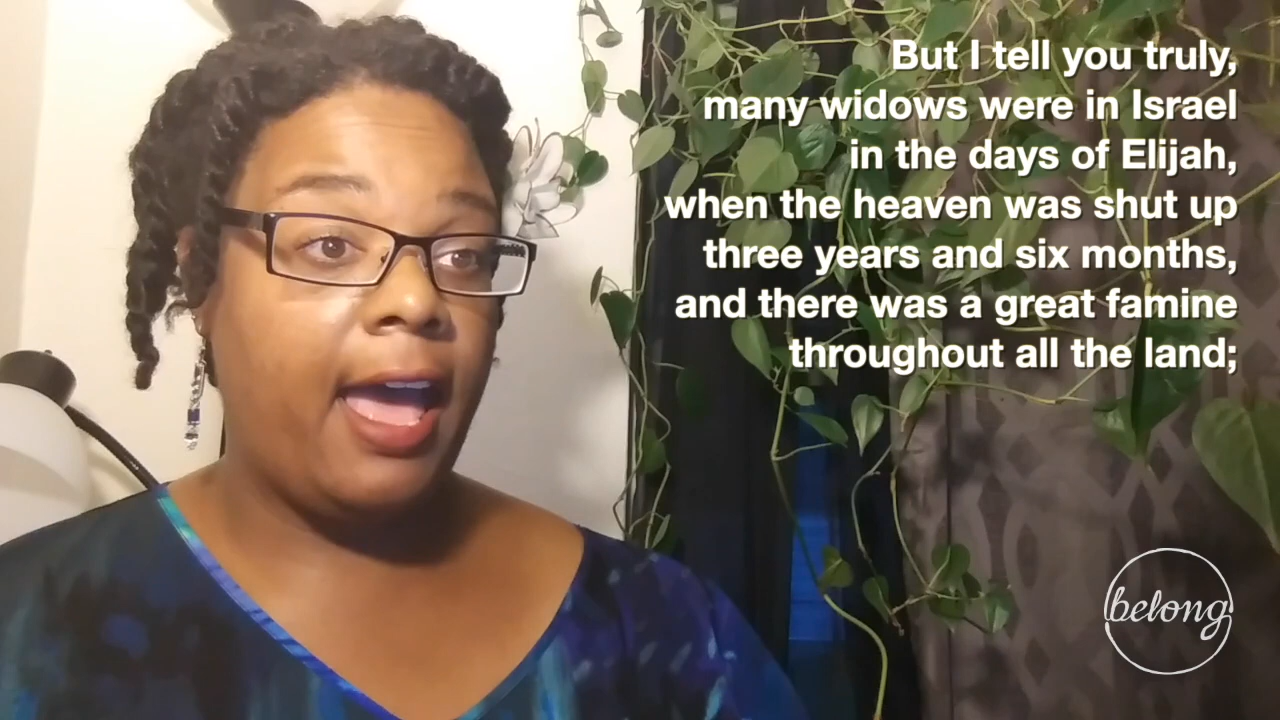 But I tell you truly,
many widows were in Israel
in the days of Elijah,
when the heaven was shut up
three years and six months,
and there was a great famine
throughout all the land;
belong